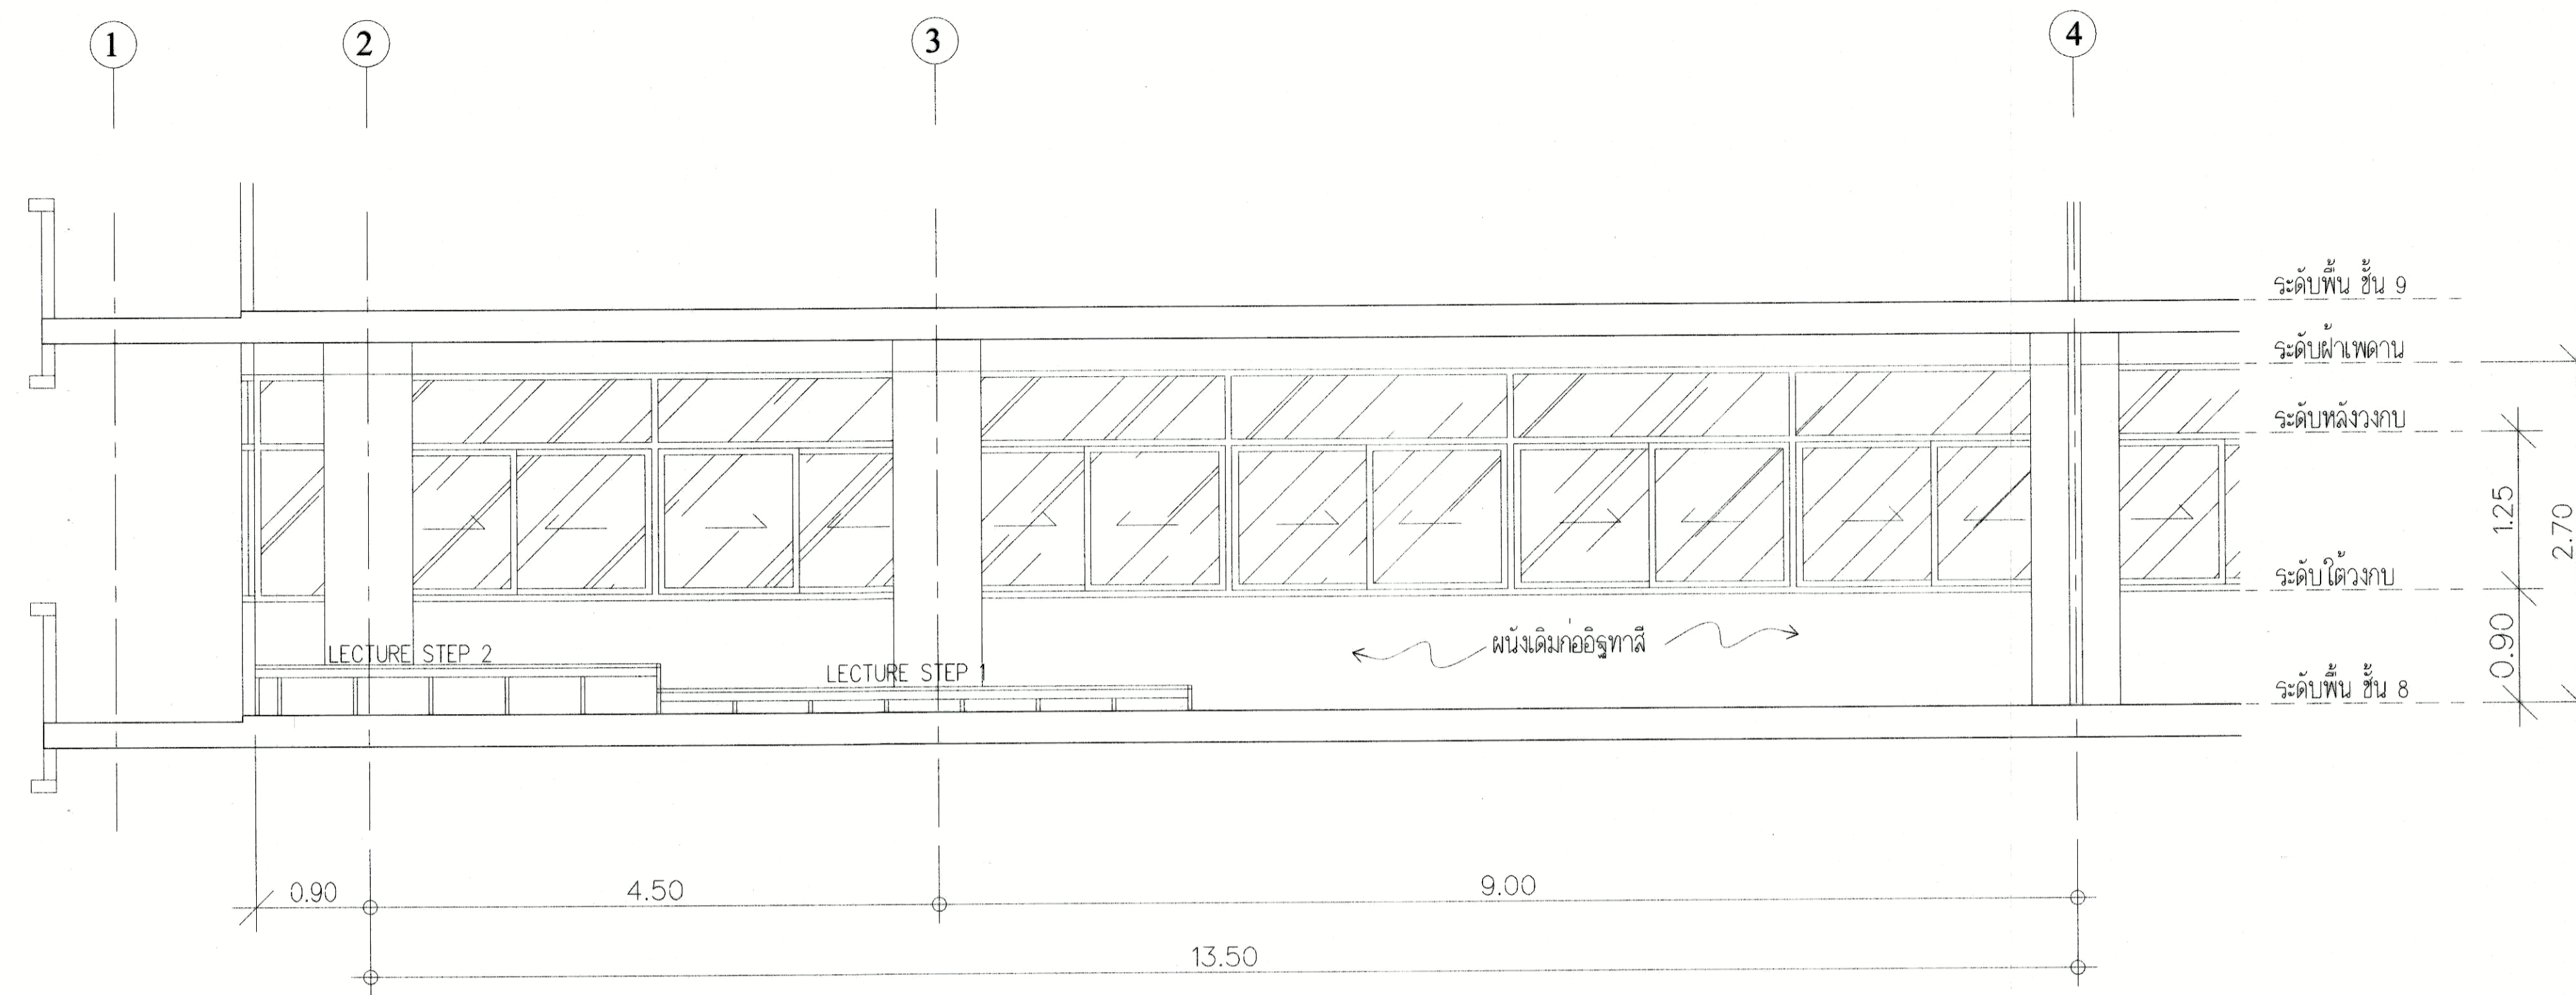 1 2 3 4
ระดับพื้น ชั้น 9
ระดับฝ้าเพดาน
ระดับหลังวงกบ
1.25
2.70
ระดับใต้วงกบ
ผนังเดิมก่ออิฐทาสี
0.90
LECTURE STEP 2
LECTURE STEP 1
ระดับพื้น ชั้น 8
0.90 4.50 9.00
13.50